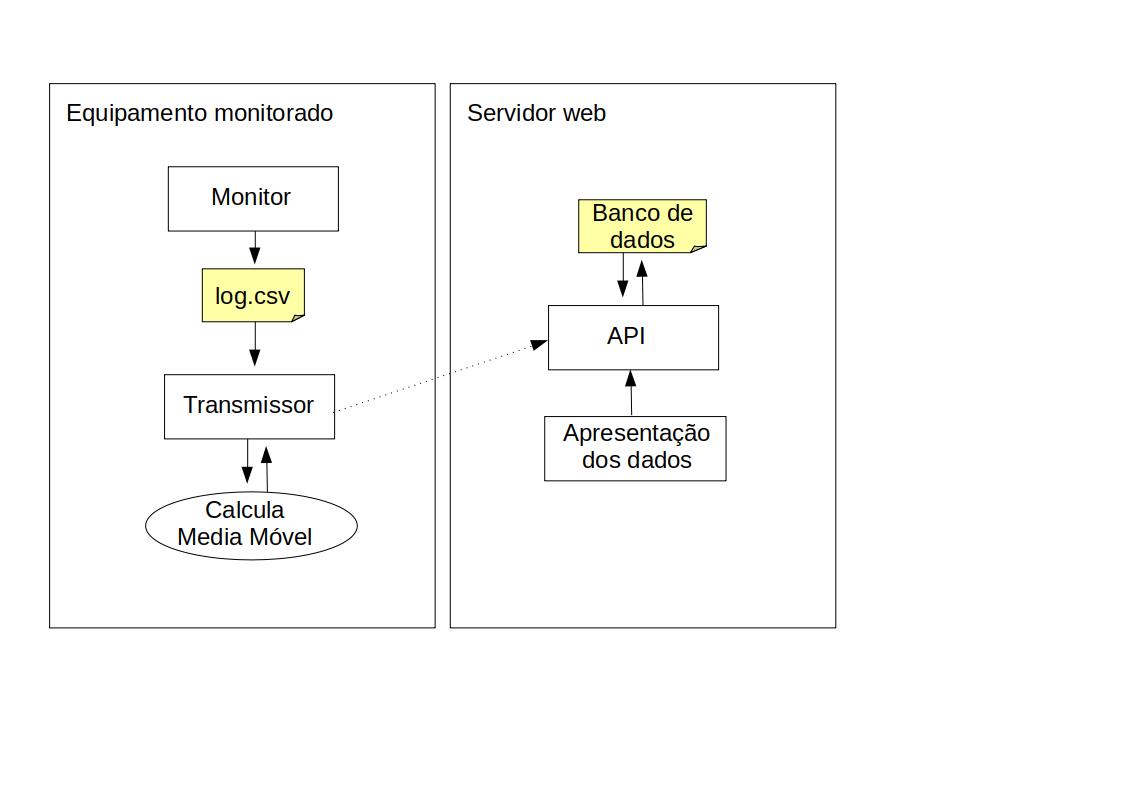 Equipamento monitorado
Monitor
log.csv
Transmissor
Calcula
Media Móvel
Servidor web
Banco de
dados
API
Apresentação
dos dados